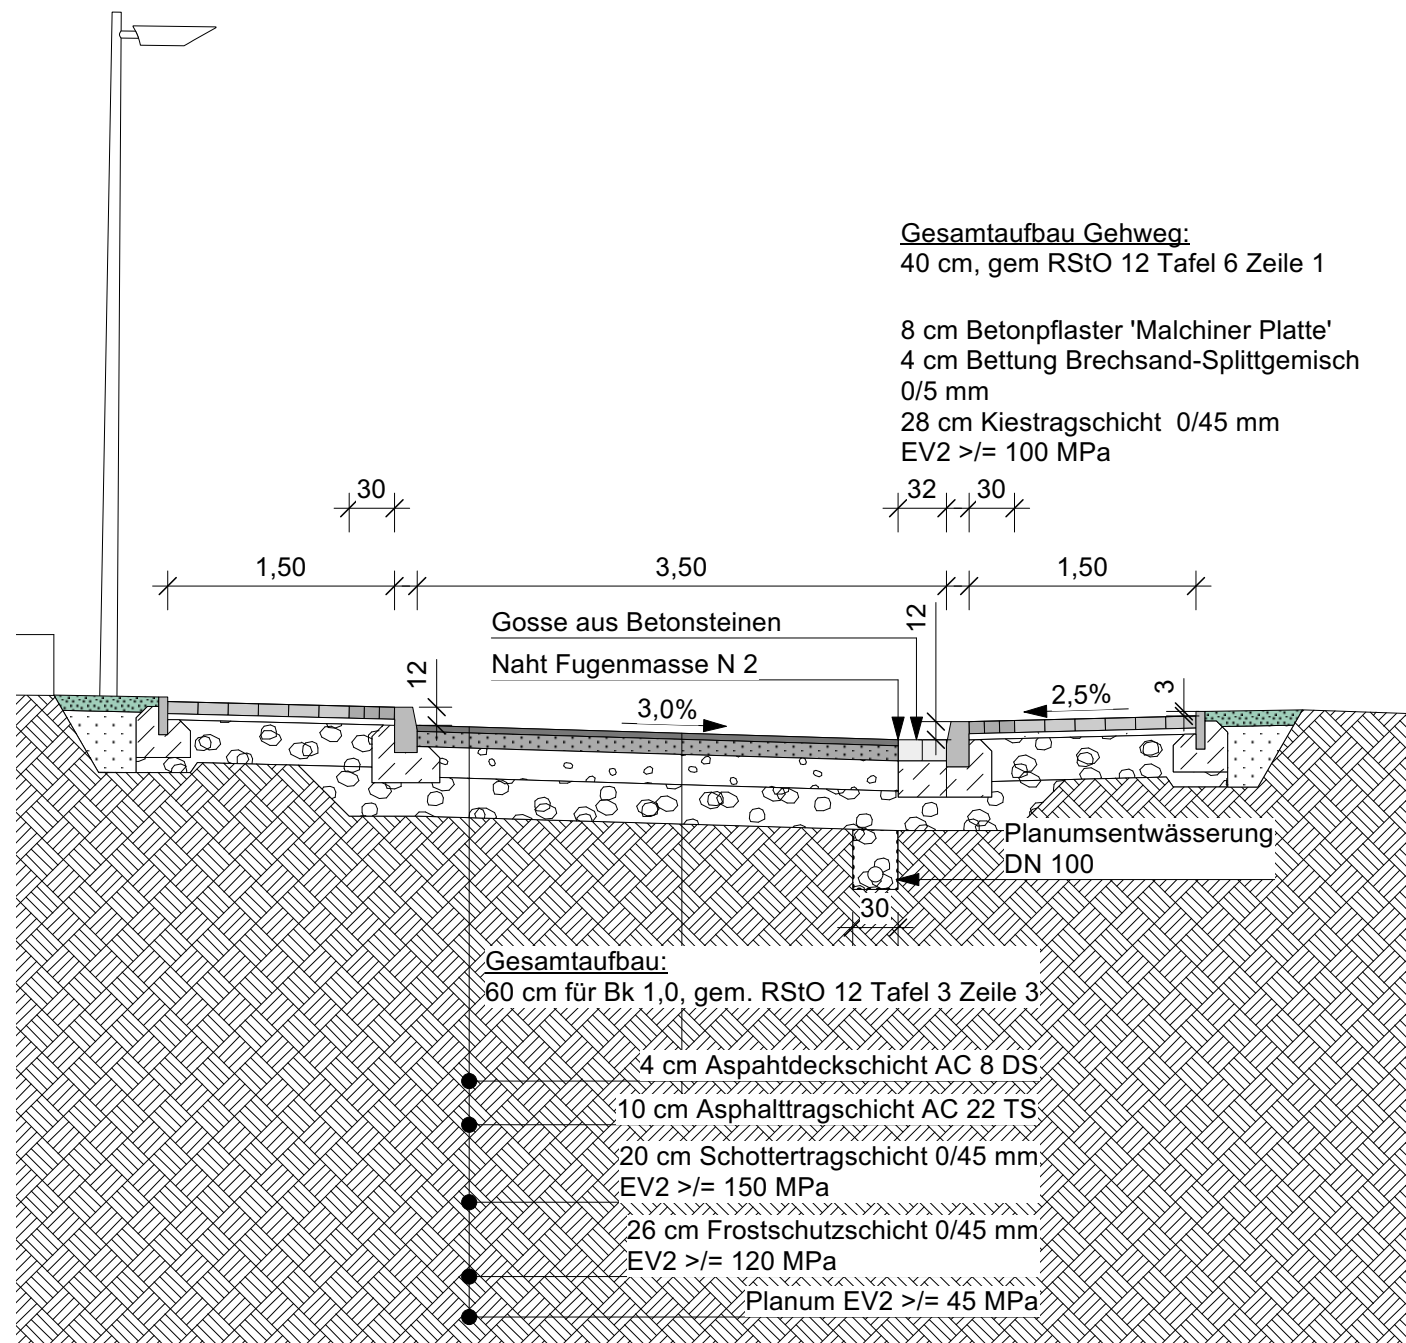 Gesamtaufbau Gehweg:
40 cm, gem RStO 12 Tafel 6 Zeile 1
8 cm Betonpflaster 'Malchiner Platte'
4 cm Bettung Brechsand-Splittgemisch
0/5 mm
28 cm Kiestragschicht 0/45 mm
EV2 >/= 100 MPa
30
32
30
1,50
3,50
1,50
Gosse aus Betonsteinen
12
Naht Fugenmasse N 2
12
3,0%
2,5%
3
Planumsentwässerung
DN 100
30
Gesamtaufbau:
60 cm für Bk 1,0, gem. RStO 12 Tafel 3 Zeile 3
4 cm Aspahtdeckschicht AC 8 DS
10 cm Asphalttragschicht AC 22 TS
20 cm Schottertragschicht 0/45 mm
EV2 >/= 150 MPa
26 cm Frostschutzschicht 0/45 mm
EV2 >/= 120 MPa
Planum EV2 >/= 45 MPa